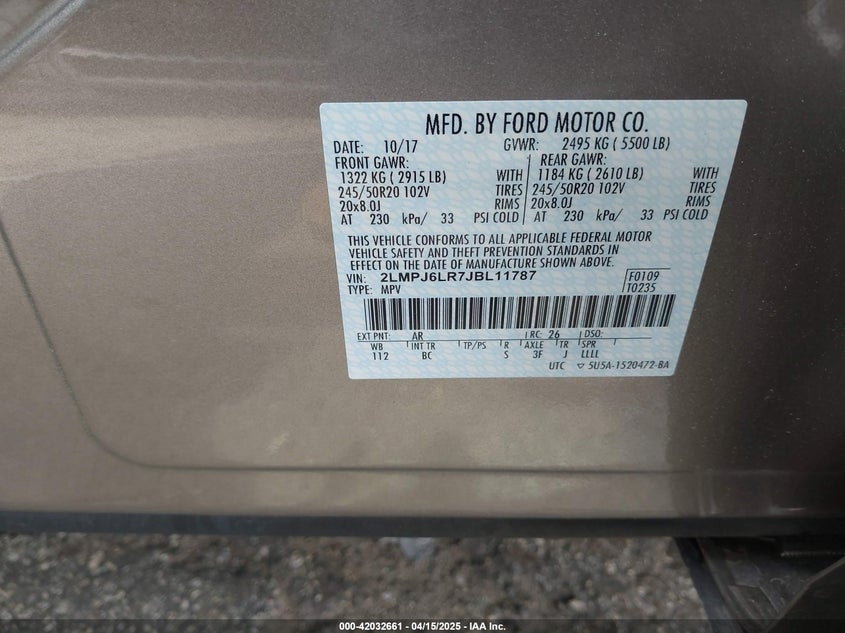 MFD. BY FORD MOTOR CO.
DATE: 10/17 GVWR: 2495 KG ( 5500 LB)
FRONT GAWR: REAR GAWR:
1322 KG ( 2915 LB) WITH 1184 KG ( 2610 LB) WITH
245/50R20 102V TIRES 245/50R20 102V TIRES
20x8.0J RIMS 20x8.0J RIMS
AT 230 kPa/ 33 PSI COLD AT 230 kPa/ 33 PSI COLD
THIS VEHICLE CONFORMS TO ALL APPLICABLE FEDERAL MOTOR
VEHICLE SAFETY AND THEFT PREVENTION STANDARDS IN
EFFECT ON THE DATE OF MANUFACTURE SHOWN ABOVE.
VIN: 2LMPJ6LR7JBL11787 F0109
TYPE: MPV T0235
EXT PNT: AR RC: 26 DSO:
WB INT TR TP/PS R AXLE TR SPR
112 BC S 3F J LLLL
UTC ▽ 5U5A-1520472-BA
000-42032661 | 04/15/2025 - IAA Inc.